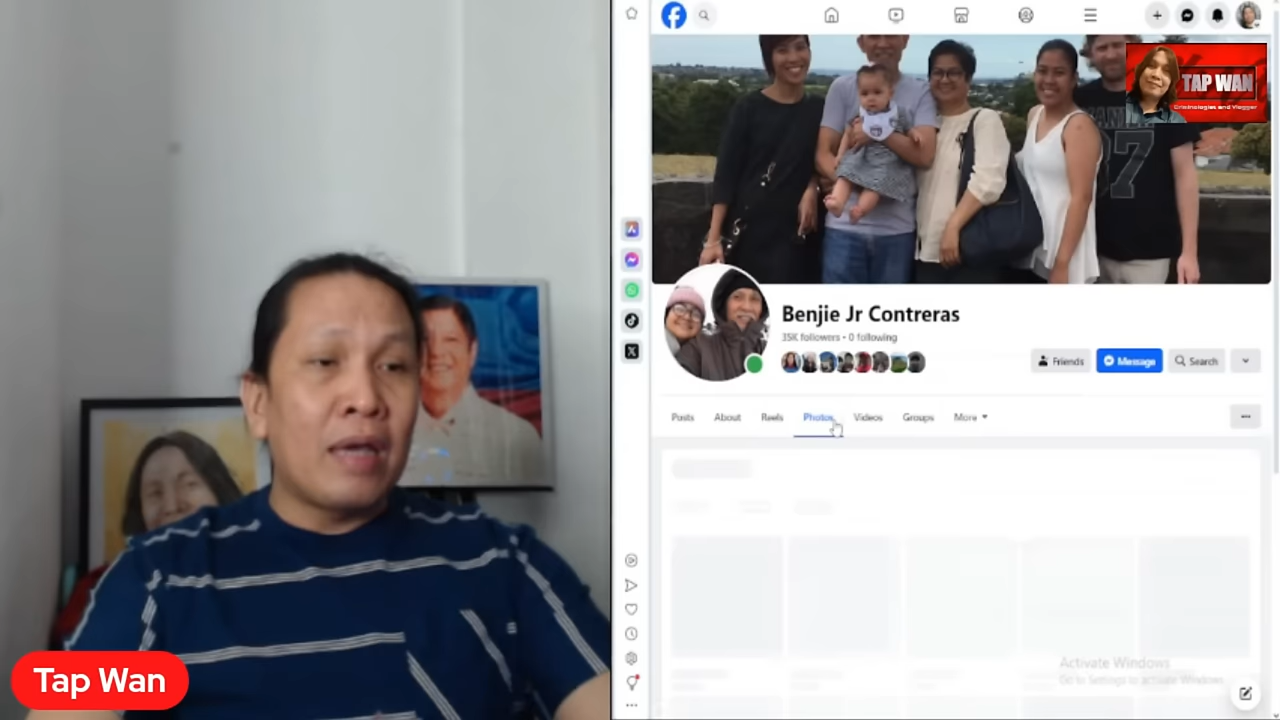 TAP WAN
Criminologist and Vlogger
37
Benjie Jr Contreras
35K followers • 0 following
Friends
Message
Search
Posts
About
Reels
Photos
Videos
Groups
More
Activate Windows
Go to Settings to activate Windows.
Tap Wan